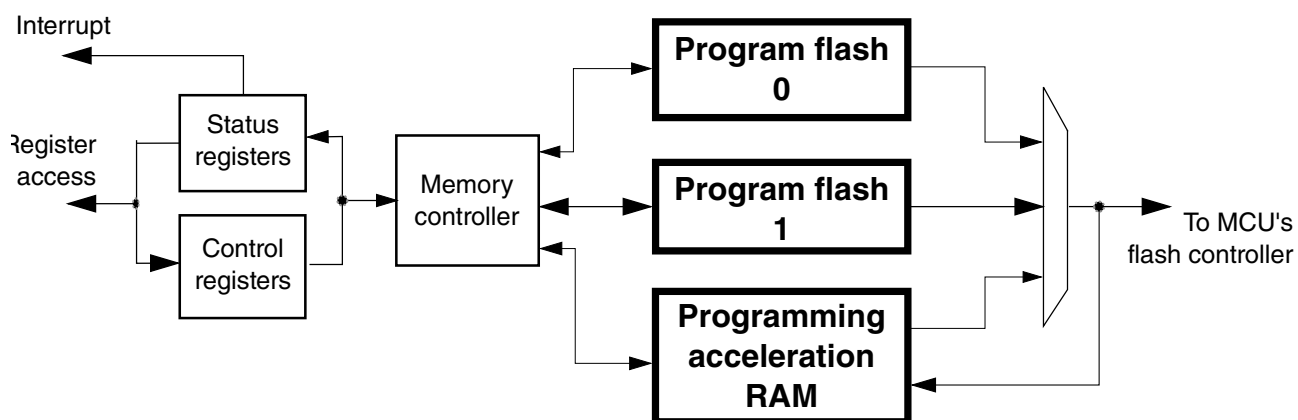 Interrupt
Register
access
Status
registers
Control
registers
Memory
controller
Program flash
0
Program flash
1
Programming
acceleration
RAM
To MCU's
flash controller